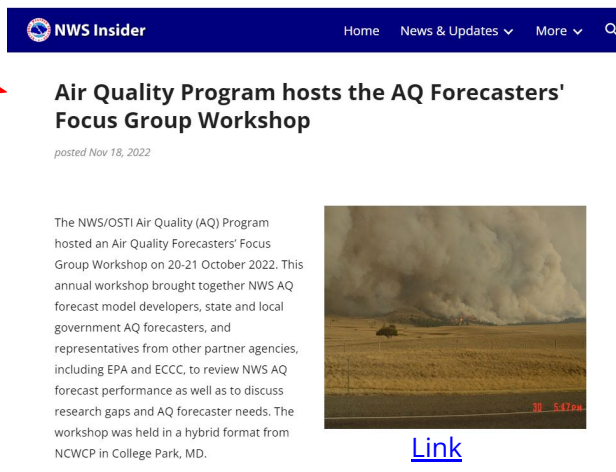 NWS Insider Home News & Updates More
Air Quality Program hosts the AQ Forecasters'
Focus Group Workshop
posted Nov 18, 2022
The NWS/OSTI Air Quality (AQ) Program
hosted an Air Quality Forecasters' Focus
Group Workshop on 20-21 October 2022. This
annual workshop brought together NWS AQ
forecast model developers, state and local
government AQ forecasters, and
representatives from other partner agencies,
including EPA and ECCC, to review NWS AQ
forecast performance as well as to discuss
research gaps and AQ forecaster needs. The
workshop was held in a hybrid format from
NCWCP in College Park, MD.
30 5:47PM
Link